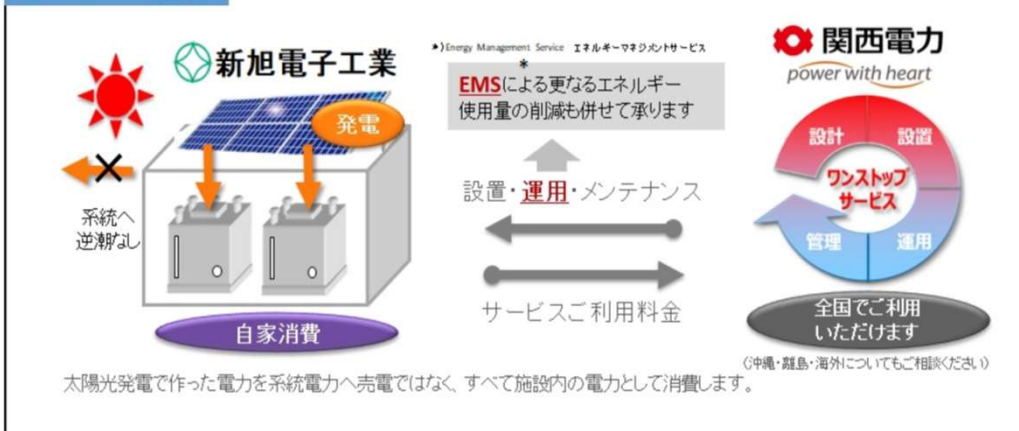 新旭電子工業
発電
系統へ
逆潮なし
自家消費
*)Energy Management Service エネルギーマネジメントサービス
*
EMSによる更なるエネルギー
使用量の削減も併せて承ります
設置・運用・メンテナンス
サービスご利用料金
関西電力
power with heart
設計
設置
ワンストップ
サービス
管理
運用
全国でご利用
いただけます
(沖縄・離島・海外についてもご相談ください)
太陽光発電で作った電力を系統電力へ売電ではなく、すべて施設内の電力として消費します。